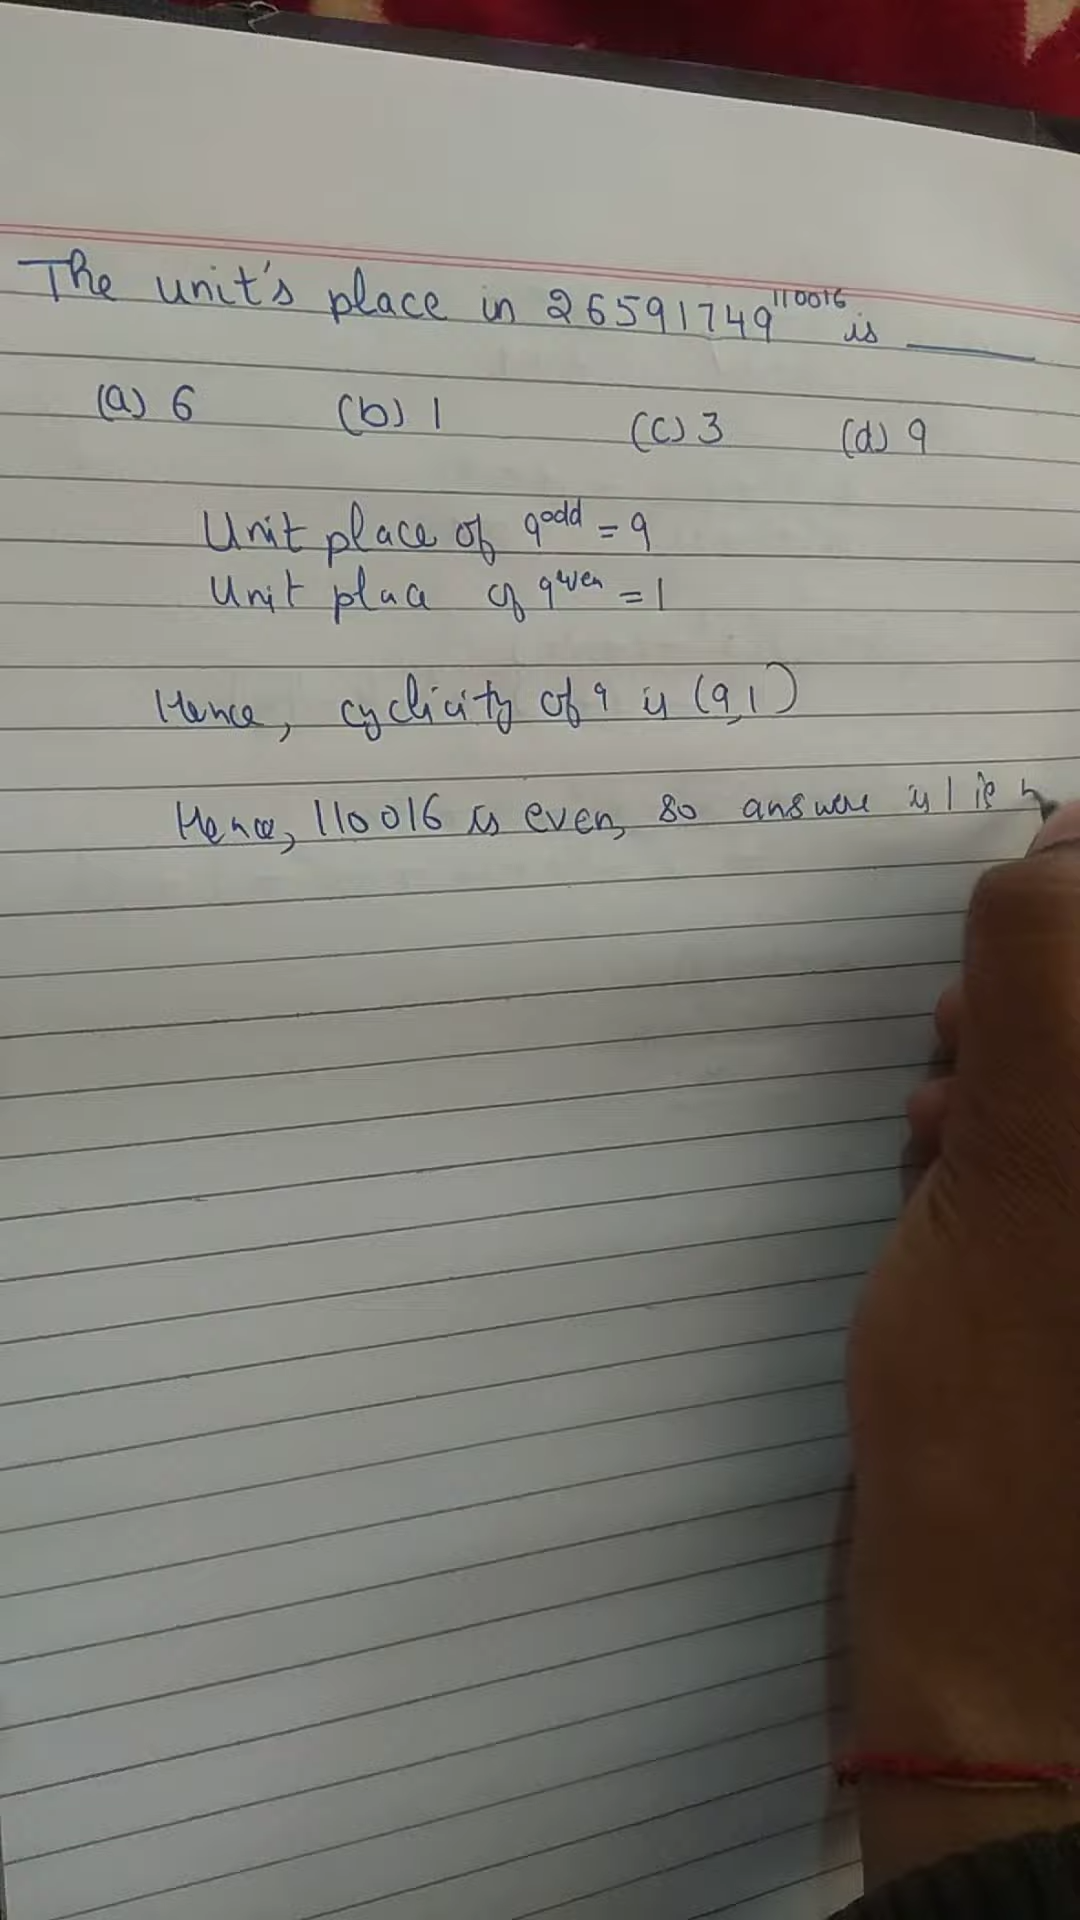 The unit's place in 26591749^110016 is ____
(a) 6 (b) 1 (c) 3 (d) 9
Unit place of 9^odd = 9
Unit place of 9^even = 1
Hence, cyclicity of 9 is (9,1)
Hence, 110016 is even, so answere is 1 ie